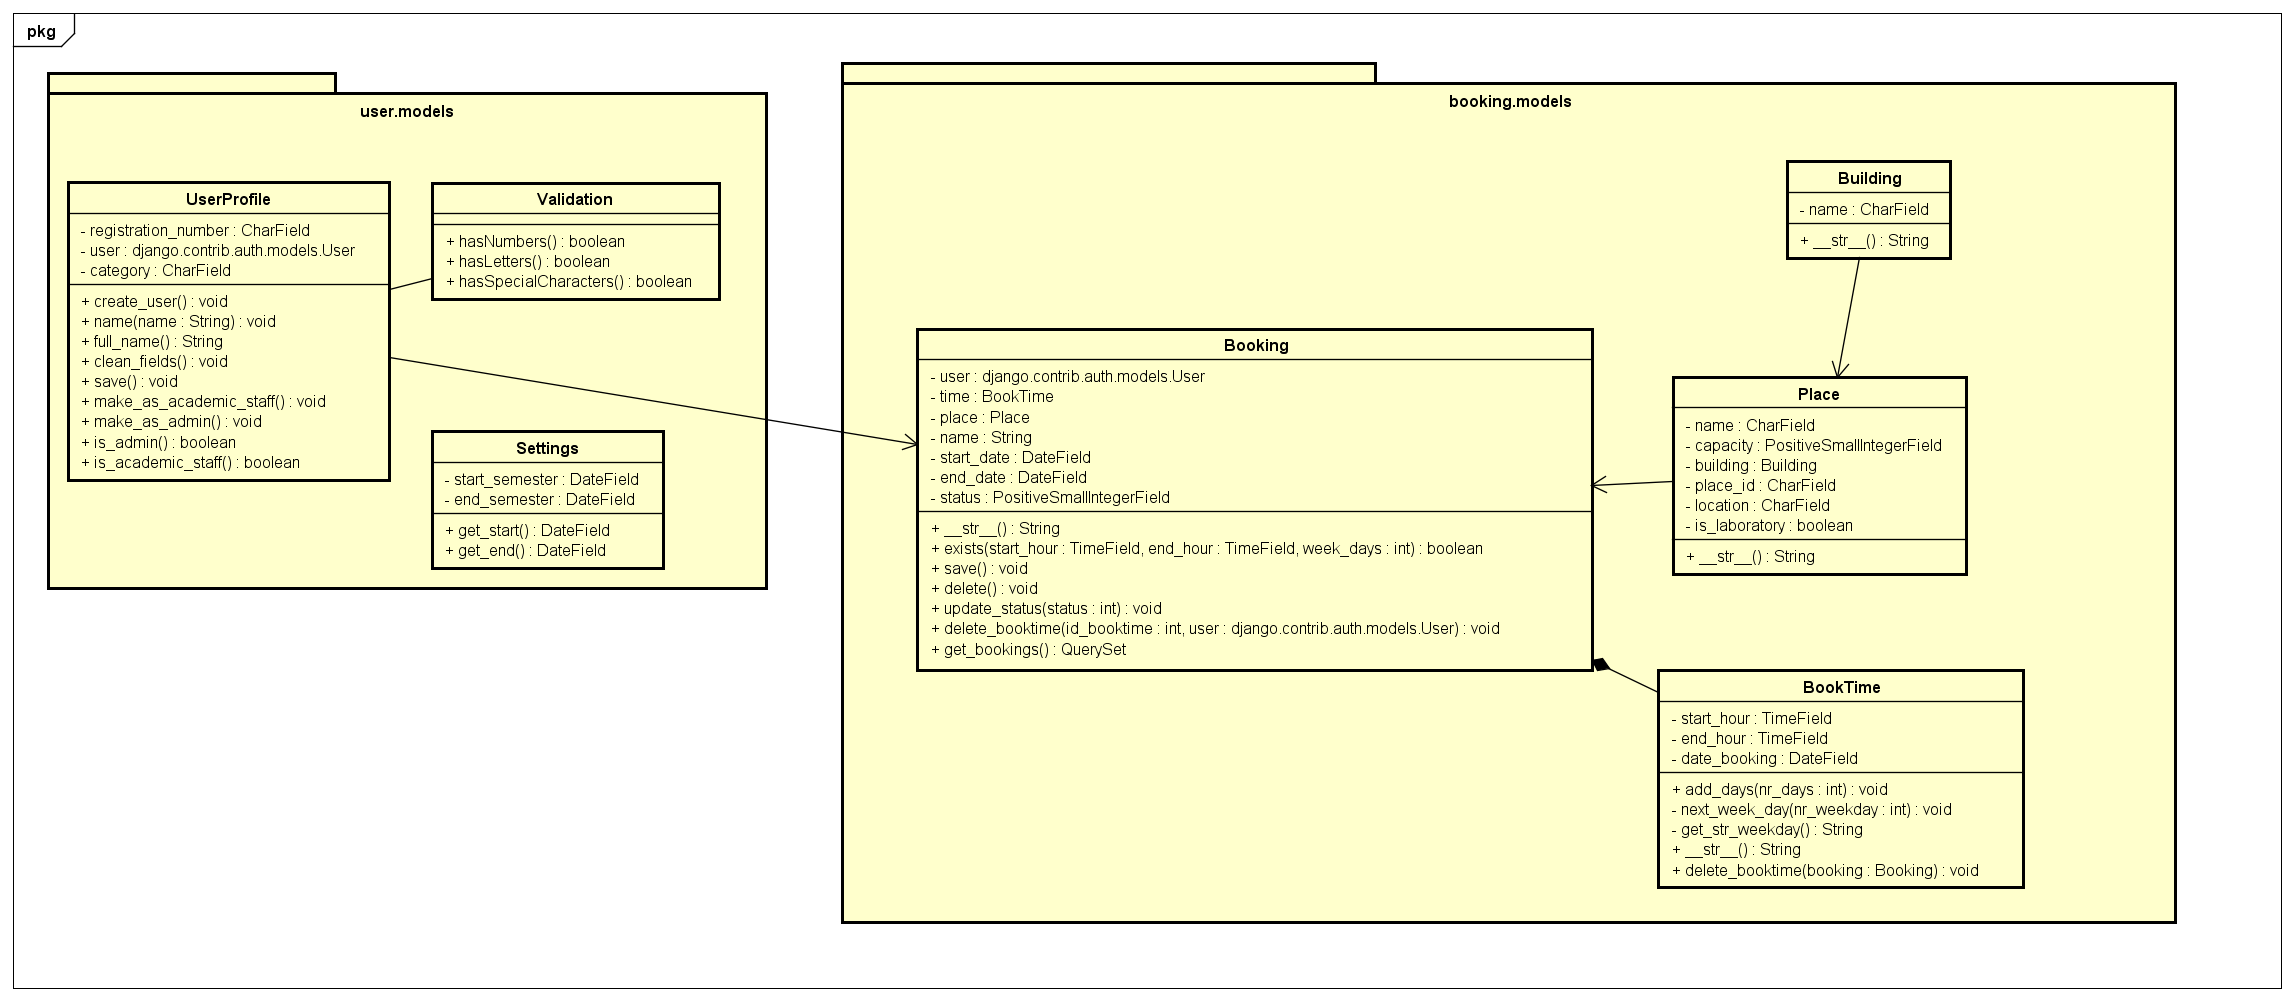 pkg
user.models
UserProfile
- registration_number : CharField
- user : django.contrib.auth.models.User
- category : CharField
+ create_user() : void
+ name(name : String) : void
+ full_name() : String
+ clean_fields() : void
+ save() : void
+ make_as_academic_staff() : void
+ make_as_admin() : void
+ is_admin() : boolean
+ is_academic_staff() : boolean
Validation
+ hasNumbers() : boolean
+ hasLetters() : boolean
+ hasSpecialCharacters() : boolean
Settings
- start_semester : DateField
- end_semester : DateField
+ get_start() : DateField
+ get_end() : DateField
booking.models
Building
- name : CharField
+ __str__() : String
Booking
- user : django.contrib.auth.models.User
- time : BookTime
- place : Place
- name : String
- start_date : DateField
- end_date : DateField
- status : PositiveSmallIntegerField
+ __str__() : String
+ exists(start_hour : TimeField, end_hour : TimeField, week_days : int) : boolean
+ save() : void
+ delete() : void
+ update_status(status : int) : void
+ delete_booktime(id_booktime : int, user : django.contrib.auth.models.User) : void
+ get_bookings() : QuerySet
Place
- name : CharField
- capacity : PositiveSmallIntegerField
- building : Building
- place_id : CharField
- location : CharField
- is_laboratory : boolean
+ __str__() : String
BookTime
- start_hour : TimeField
- end_hour : TimeField
- date_booking : DateField
+ add_days(nr_days : int) : void
- next_week_day(nr_weekday : int) : void
- get_str_weekday() : String
+ __str__() : String
+ delete_booktime(booking : Booking) : void